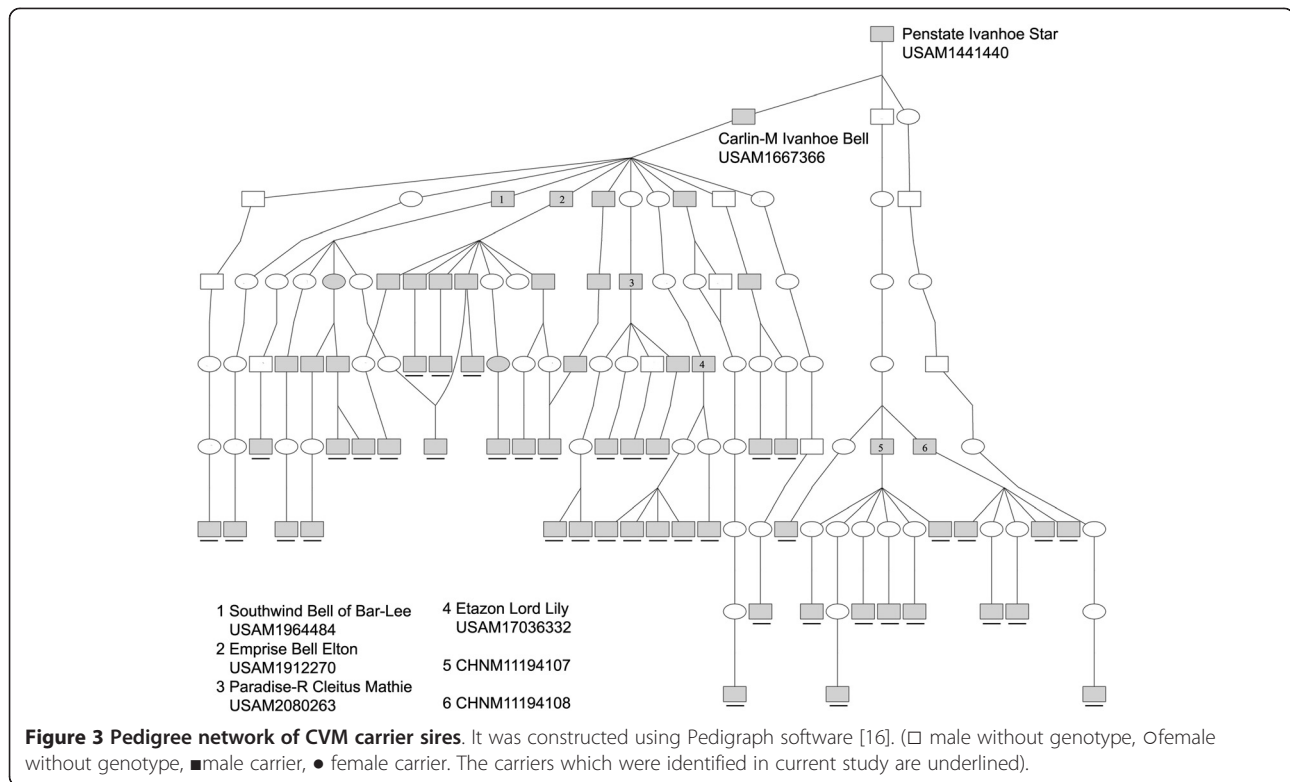 Penstate Ivanhoe Star
USAM1441440
Carlin-M Ivanhoe Bell
USAM1667366
1
2
3
4
5
6
1 Southwind Bell of Bar-Lee
USAM1964484
2 Emprise Bell Elton
USAM1912270
3 Paradise-R Cleitus Mathie
USAM2080263
4 Etazon Lord Lily
USAM17036332
5 CHNM11194107
6 CHNM11194108
Figure 3 Pedigree network of CVM carrier sires. It was constructed using Pedigraph software [16]. (□ male without genotype, ○female
without genotype, ■male carrier, ● female carrier. The carriers which were identified in current study are underlined).